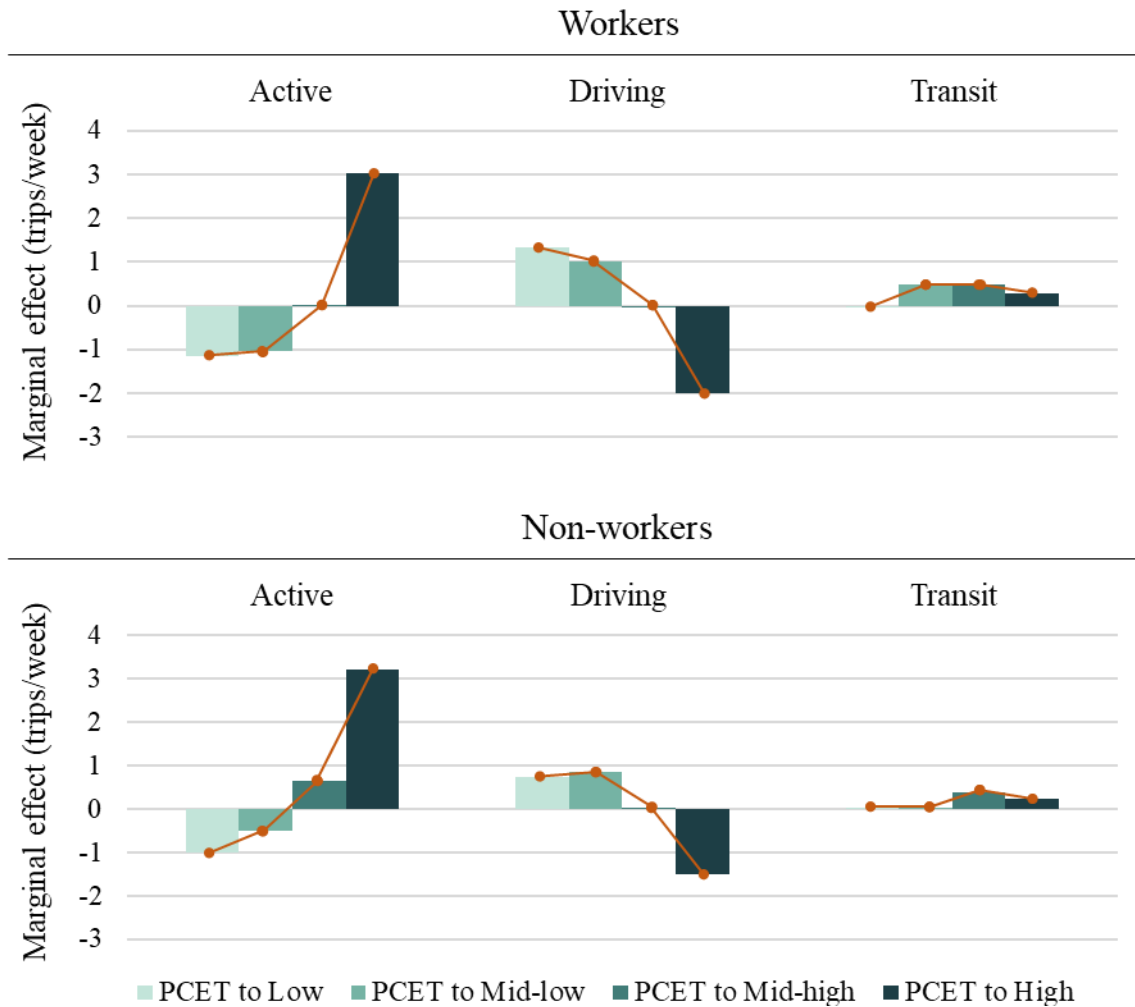 Workers
Active Driving Transit
Marginal effect (trips/week)
4
3
2
1
0
-1
-2
-3
Non-workers
Active Driving Transit
Marginal effect (trips/week)
4
3
2
1
0
-1
-2
-3
PCET to Low PCET to Mid-low PCET to Mid-high PCET to High